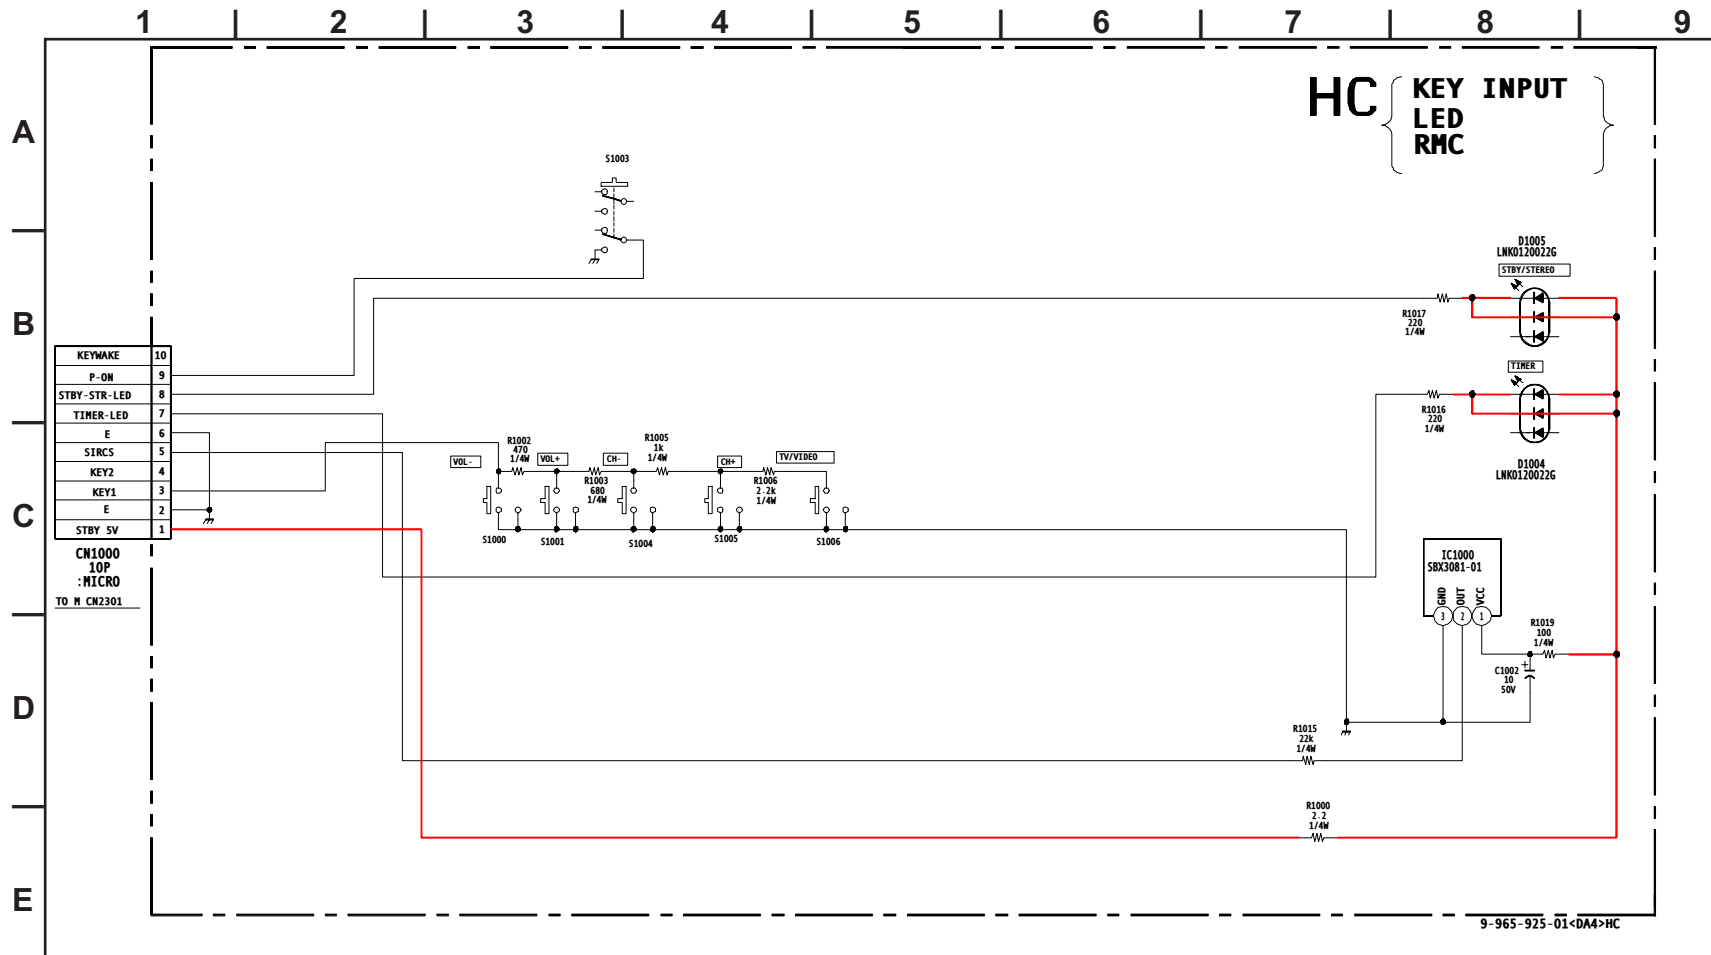 1 2 3 4 5 6 7 8 9
A
B
C
D
E
HC
KEY INPUT
LED
RMC
S1003
D1005
LNK0120022G
STBY/STEREO
R1017
220
1/4W
TIMER
R1016
220
1/4W
D1004
LNK0120022G
KEYWAKE 10
P-ON 9
STBY-STR-LED 8
TIMER-LED 7
E 6
SIRCS 5
KEY2 4
KEY1 3
E 2
STBY 5V 1
CN1000
10P
:MICRO
TO M CN2301
VOL-
R1002
470
1/4W
VOL+
R1003
680
1/4W
CH-
R1005
1k
1/4W
CH+
R1006
2.2k
1/4W
TV/VIDEO
S1000
S1001
S1004
S1005
S1006
IC1000
SBX3081-01
GND
OUT
VCC
3 2 1
R1019
100
1/4W
C1002
+
10
50V
R1015
22k
1/4W
R1000
2.2
1/4W
9-965-925-01<DA4>HC